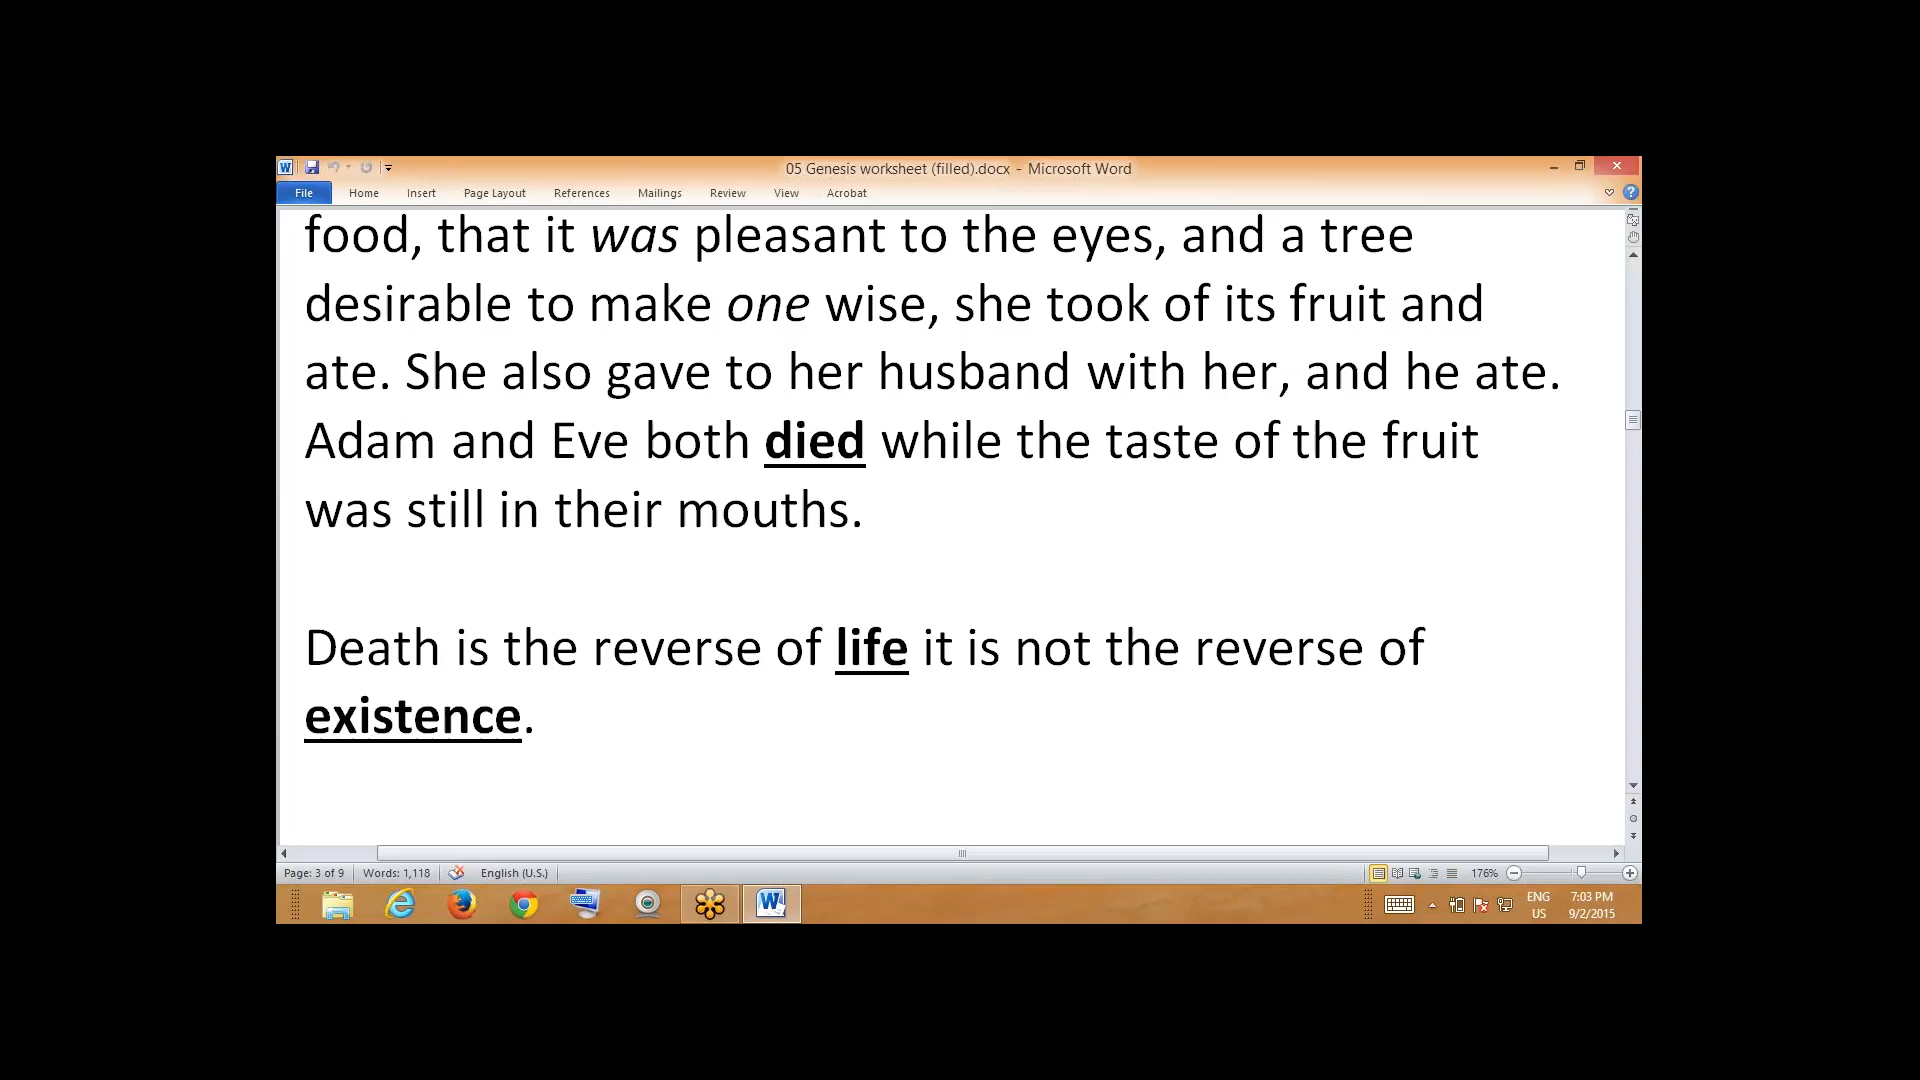 05 Genesis worksheet (filled).docx - Microsoft Word
File Home Insert Page Layout References Mailings Review View Acrobat
food, that it was pleasant to the eyes, and a tree
desirable to make one wise, she took of its fruit and
ate. She also gave to her husband with her, and he ate.
Adam and Eve both died while the taste of the fruit
was still in their mouths.
Death is the reverse of life it is not the reverse of
existence.
Page: 3 of 9 Words: 1,118 English (U.S.) 176%
ENG 7:03 PM
US 9/2/2015